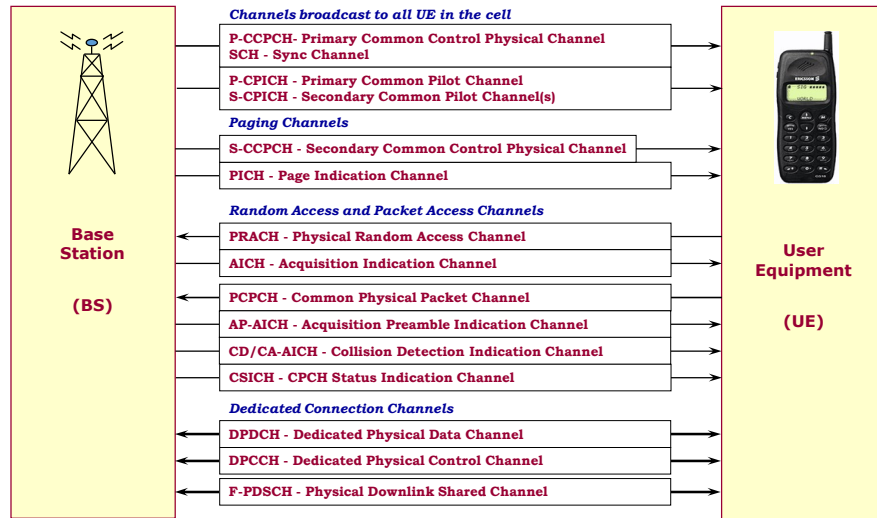 Channels broadcast to all UE in the cell
P-CCPCH- Primary Common Control Physical Channel
SCH - Sync Channel
P-CPICH - Primary Common Pilot Channel
S-CPICH - Secondary Common Pilot Channel(s)
Paging Channels
S-CCPCH - Secondary Common Control Physical Channel
PICH - Page Indication Channel
Random Access and Packet Access Channels
PRACH - Physical Random Access Channel
AICH - Acquisition Indication Channel
PCPCH - Common Physical Packet Channel
AP-AICH - Acquisition Preamble Indication Channel
CD/CA-AICH - Collision Detection Indication Channel
CSICH - CPCH Status Indication Channel
Dedicated Connection Channels
DPDCH - Dedicated Physical Data Channel
DPCCH - Dedicated Physical Control Channel
F-PDSCH - Physical Downlink Shared Channel
Base
Station
(BS)
ERICSSON
User
Equipment
(UE)